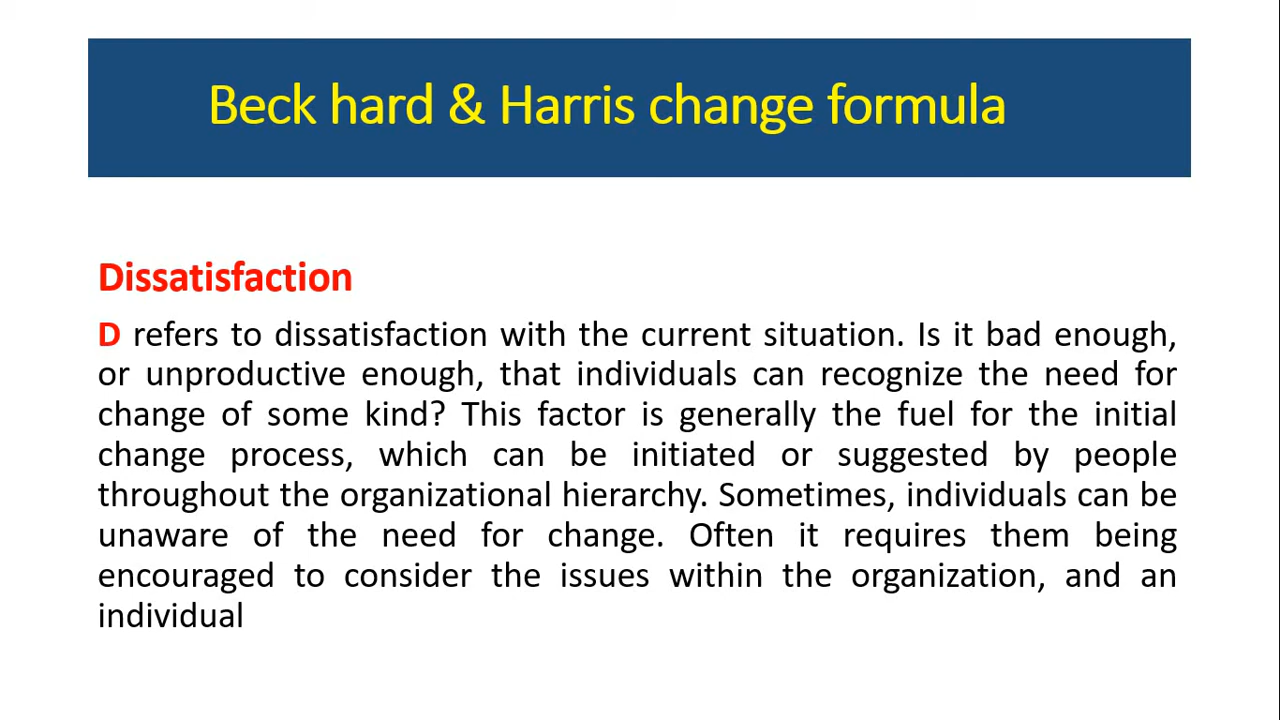 Beck hard & Harris change formula
Dissatisfaction
D refers to dissatisfaction with the current situation. Is it bad enough,
or unproductive enough, that individuals can recognize the need for
change of some kind? This factor is generally the fuel for the initial
change process, which can be initiated or suggested by people
throughout the organizational hierarchy. Sometimes, individuals can be
unaware of the need for change. Often it requires them being
encouraged to consider the issues within the organization, and an
individual